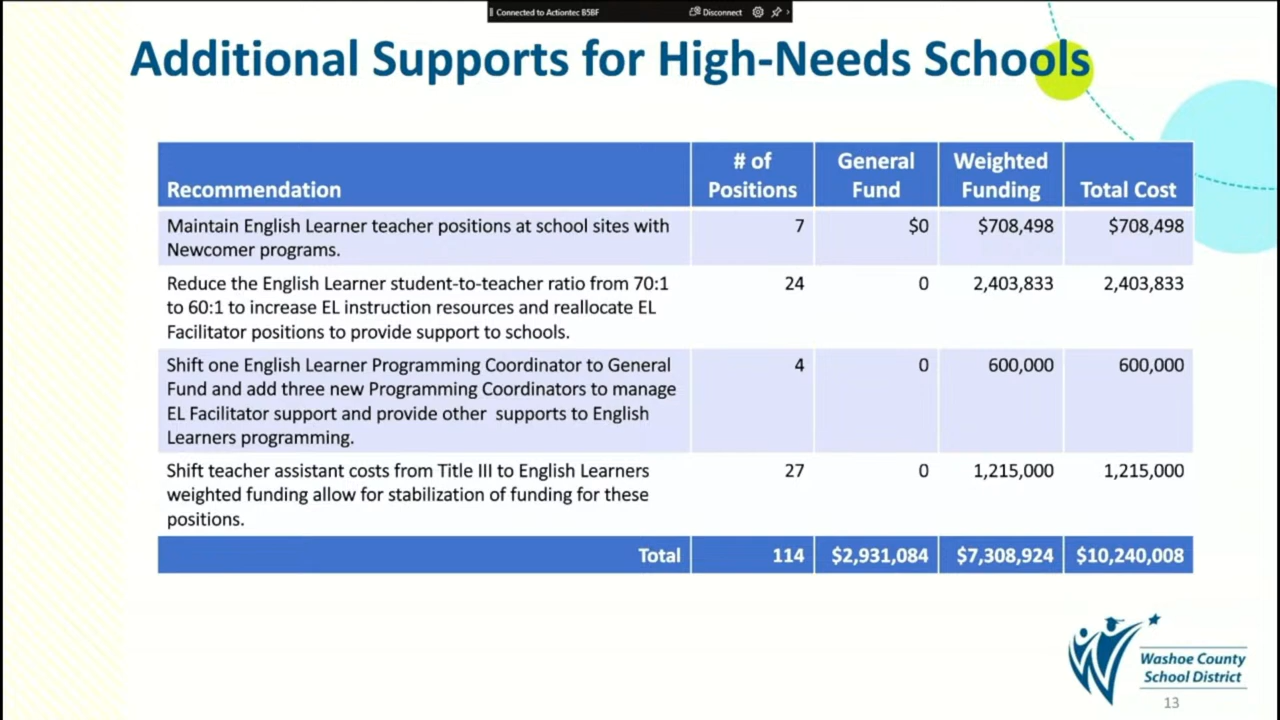 Connected to Actiontec B5BF
Disconnect
Additional Supports for High-Needs Schools
Recommendation
# of
Positions
General
Fund
Weighted
Funding
Total Cost
Maintain English Learner teacher positions at school sites with
Newcomer programs.
7
$0
$708,498
$708,498
Reduce the English Learner student-to-teacher ratio from 70:1
to 60:1 to increase EL instruction resources and reallocate EL
Facilitator positions to provide support to schools.
24
0
2,403,833
2,403,833
Shift one English Learner Programming Coordinator to General
Fund and add three new Programming Coordinators to manage
EL Facilitator support and provide other supports to English
Learners programming.
4
0
600,000
600,000
Shift teacher assistant costs from Title III to English Learners
weighted funding allow for stabilization of funding for these
positions.
27
0
1,215,000
1,215,000
Total
114
$2,931,084
$7,308,924
$10,240,008
Washoe County
School District
13